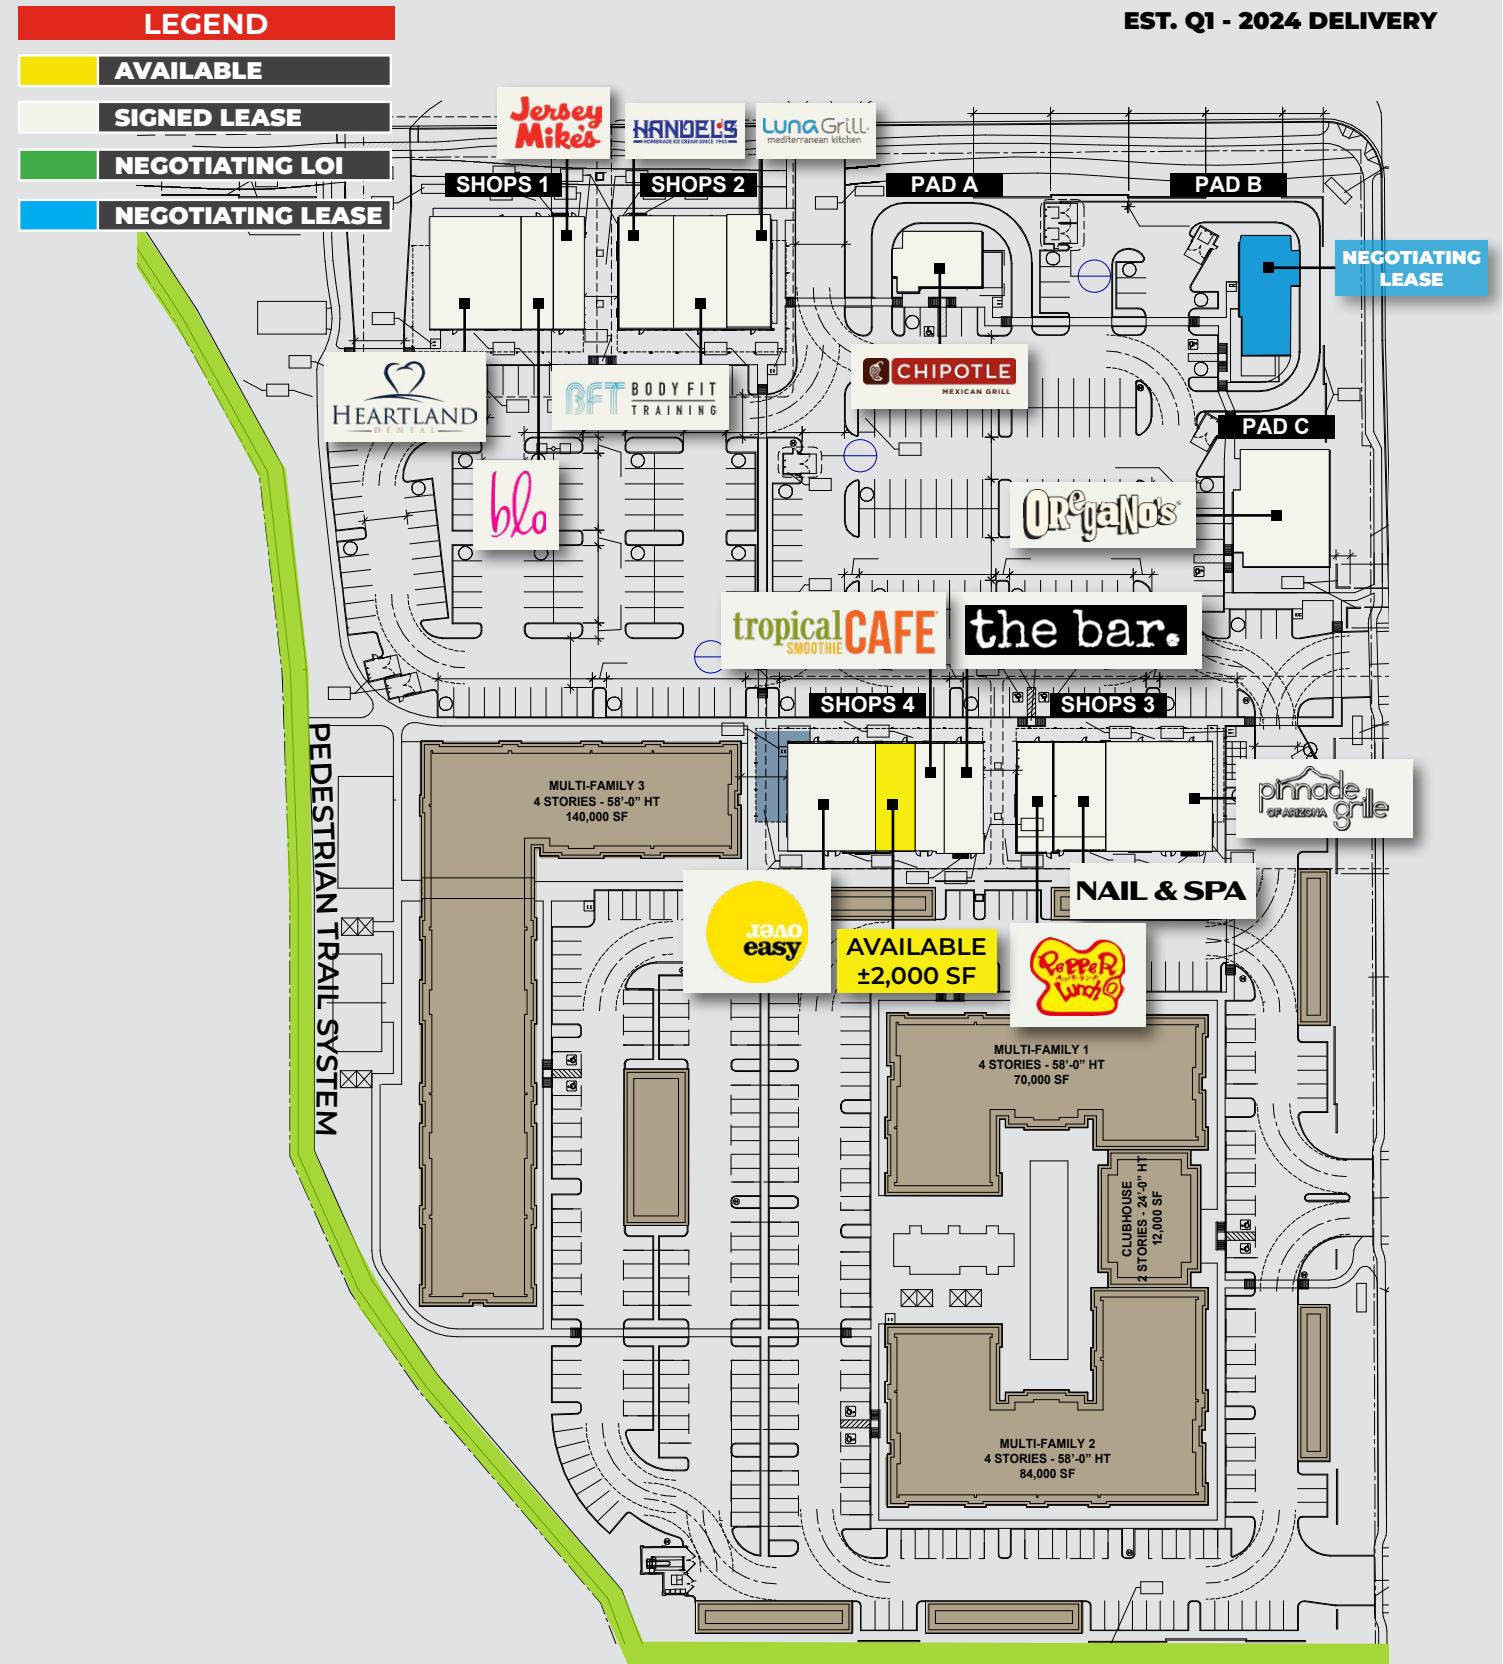 LEGEND
AVAILABLE
SIGNED LEASE
NEGOTIATING LOI
NEGOTIATING LEASE
EST. Q1 - 2024 DELIVERY
Jersey
Mike's
HANDEL'S
HOMEMADE ICE CREAM SINCE 1945
Luna Grill
mediterranean kitchen
SHOPS 1
SHOPS 2
PAD A
PAD B
NEGOTIATING
LEASE
HEARTLAND
DENTAL
BFT BODY FIT
TRAINING
CHIPOTLE
MEXICAN GRILL
PAD C
blo
OREGANO'S
tropical
SMOOTHIE
CAFE
the bar.
SHOPS 4
SHOPS 3
MULTI-FAMILY 3
4 STORIES - 58'-0" HT
140,000 SF
pinnacle
grille
OF ARIZONA
PEDESTRIAN TRAIL SYSTEM
NAIL & SPA
over
easy
AVAILABLE
±2,000 SF
PePPeR
Lunch
MULTI-FAMILY 1
4 STORIES - 58'-0" HT
70,000 SF
CLUBHOUSE
2 STORIES - 24'-0" HT
12,000 SF
MULTI-FAMILY 2
4 STORIES - 58'-0" HT
84,000 SF